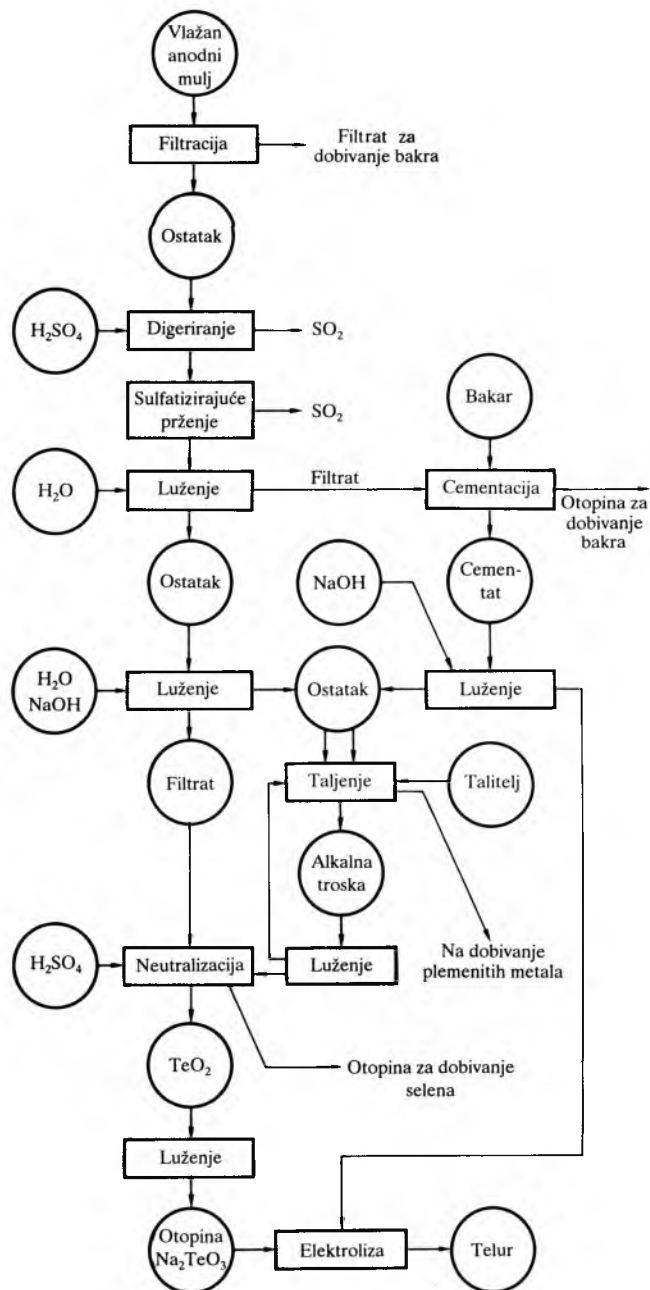 Vlažan
anodni
mulj
Filtracija
Filtrat za
dobivanje bakra
Ostatak
H₂SO₄
Digeriranje
SO₂
Sulfatizirajuće
prženje
SO₂
Bakar
H₂O
Luženje
Filtrat
Cementacija
Otopina za
dobivanje
bakra
Ostatak
NaOH
Cemen-
tat
H₂O
NaOH
Luženje
Ostatak
Luženje
Filtrat
Taljenje
Talitelj
Alkalna
troska
H₂SO₄
Neutralizacija
Luženje
Na dobivanje
plemenitih metala
TeO₂
Otopina za dobivanje
selena
Luženje
Otopina
Na₂TeO₃
Elektroliza
Telur